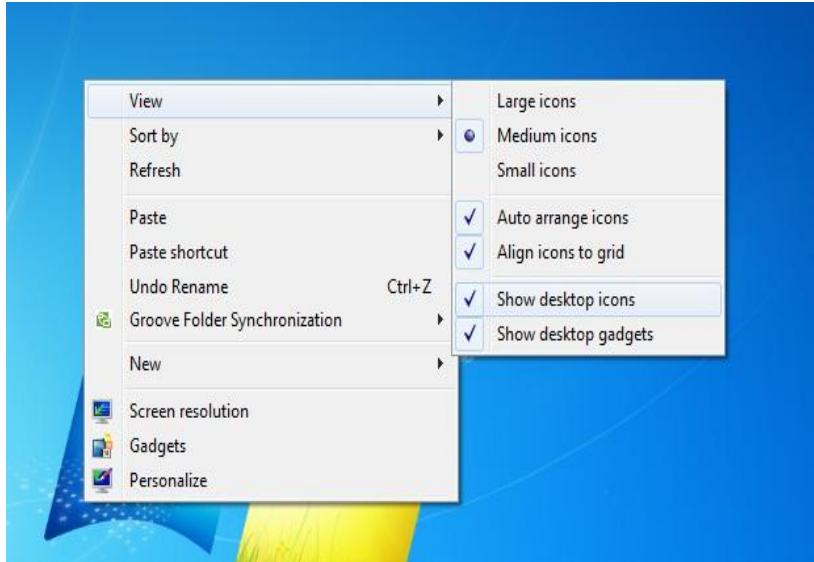 View
Sort by
Refresh
Paste
Paste shortcut
Undo Rename Ctrl+Z
Groove Folder Synchronization
New
Screen resolution
Gadgets
Personalize
Large icons
Medium icons
Small icons
Auto arrange icons
Align icons to grid
Show desktop icons
Show desktop gadgets